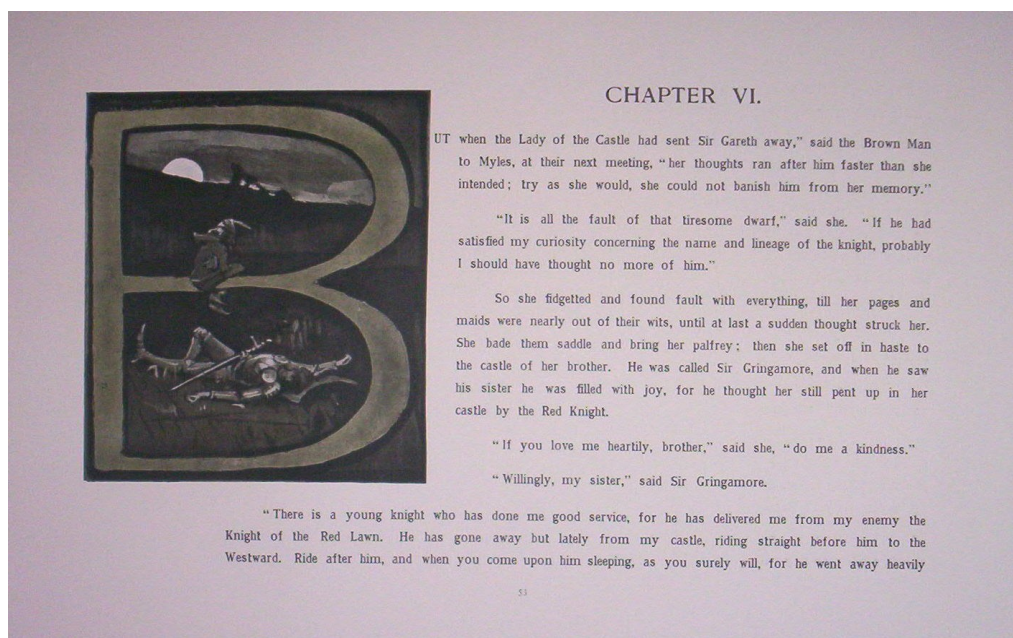 CHAPTER VI.
BUT when the Lady of the Castle had sent Sir Gareth away," said the Brown Man
to Myles, at their next meeting, "her thoughts ran after him faster than she
intended; try as she would, she could not banish him from her memory."
"It is all the fault of that tiresome dwarf," said she. "If he had
satisfied my curiosity concerning the name and lineage of the knight, probably
I should have thought no more of him."
So she fidgetted and found fault with everything, till her pages and
maids were nearly out of their wits, until at last a sudden thought struck her.
She bade them saddle and bring her palfrey; then she set off in haste to
the castle of her brother. He was called Sir Gringamore, and when he saw
his sister he was filled with joy, for he thought her still pent up in her
castle by the Red Knight.
"If you love me heartily, brother," said she, "do me a kindness."
"Willingly, my sister," said Sir Gringamore.
"There is a young knight who has done me good service, for he has delivered me from my enemy the
Knight of the Red Lawn. He has gone away but lately from my castle, riding straight before him to the
Westward. Ride after him, and when you come upon him sleeping, as you surely will, for he went away heavily
53